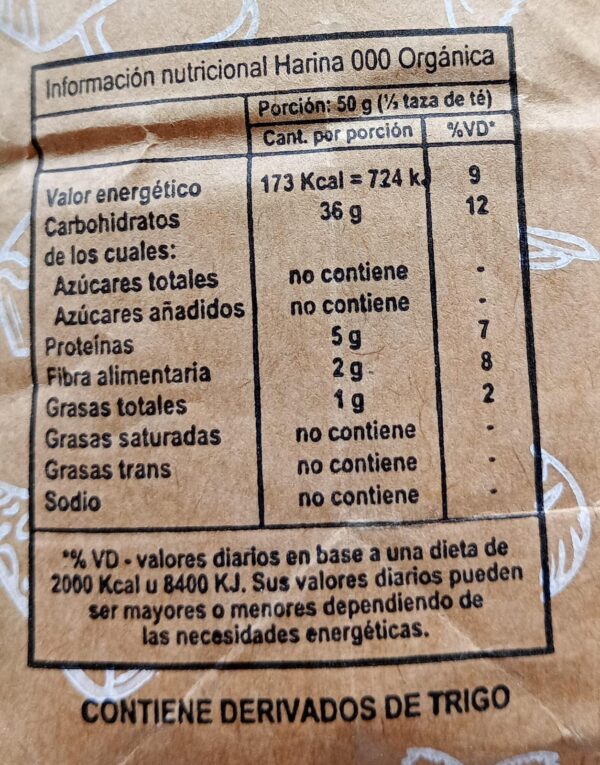 Información nutricional Harina 000 Orgánica
Porción: 50 g (½ taza de té)
Cant. por porción %VD*
Valor energético 173 Kcal = 724 kJ 9
Carbohidratos 36 g 12
de los cuales:
Azúcares totales no contiene -
Azúcares añadidos no contiene -
Proteínas 5 g 7
Fibra alimentaria 2 g 8
Grasas totales 1 g 2
Grasas saturadas no contiene -
Grasas trans no contiene -
Sodio no contiene -
*% VD - valores diarios en base a una dieta de
2000 Kcal u 8400 KJ. Sus valores diarios pueden
ser mayores o menores dependiendo de
las necesidades energéticas.
CONTIENE DERIVADOS DE TRIGO